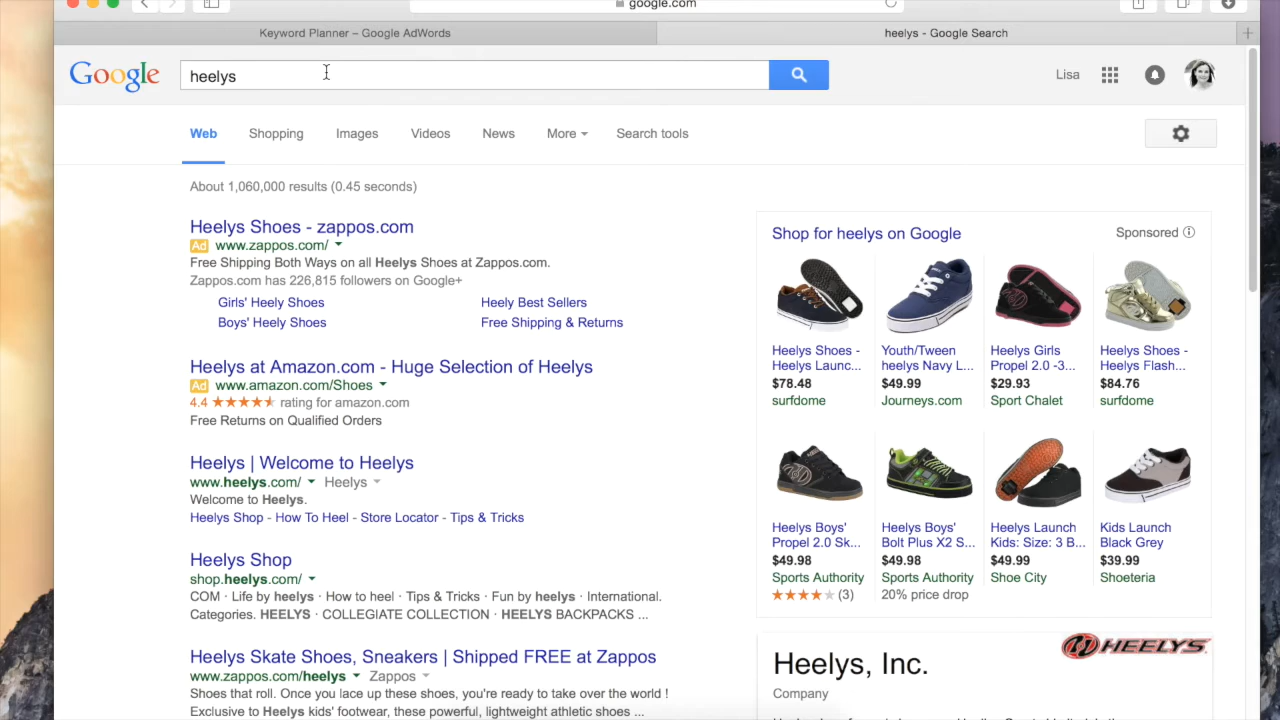 google.com
Keyword Planner – Google AdWords
heelys - Google Search
Google
heelys
Lisa
Web
Shopping
Images
Videos
News
More
Search tools
About 1,060,000 results (0.45 seconds)
Heelys Shoes - zappos.com
Ad www.zappos.com/
Free Shipping Both Ways on all Heelys Shoes at Zappos.com.
Zappos.com has 226,815 followers on Google+
Girls' Heely Shoes
Heely Best Sellers
Boys' Heely Shoes
Free Shipping & Returns
Heelys at Amazon.com - Huge Selection of Heelys
Ad www.amazon.com/Shoes
4.4 ★★★★★ rating for amazon.com
Free Returns on Qualified Orders
Heelys | Welcome to Heelys
www.heelys.com/ Heelys
Welcome to Heelys.
Heelys Shop - How To Heel - Store Locator - Tips & Tricks
Heelys Shop
shop.heelys.com/
COM · Life by heelys · How to heel · Tips & Tricks · Fun by heelys · International.
Categories. HEELYS · COLLEGIATE COLLECTION · HEELYS BACKPACKS ...
Heelys Skate Shoes, Sneakers | Shipped FREE at Zappos
www.zappos.com/heelys Zappos
Shoes that roll. Once you lace up these shoes, you're ready to take over the world !
Exclusive to Heelys kids' footwear, these powerful, lightweight athletic shoes ...
Shop for heelys on Google
Sponsored
Heelys Shoes -
Heelys Launc...
$78.48
surfdome
Youth/Tween
heelys Navy L...
$49.99
Journeys.com
Heelys Girls
Propel 2.0 -3...
$29.93
Sport Chalet
Heelys Shoes -
Heelys Flash...
$84.76
surfdome
Heelys Boys'
Propel 2.0 Sk...
$49.98
Sports Authority
★★★★★ (3)
Heelys Boys'
Bolt Plus X2 S...
$49.98
Sports Authority
20% price drop
Heelys Launch
Kids: Size: 3 B...
$49.99
Shoe City
Kids Launch
Black Grey
$39.99
Shoeteria
HEELYS
Heelys, Inc.
Company